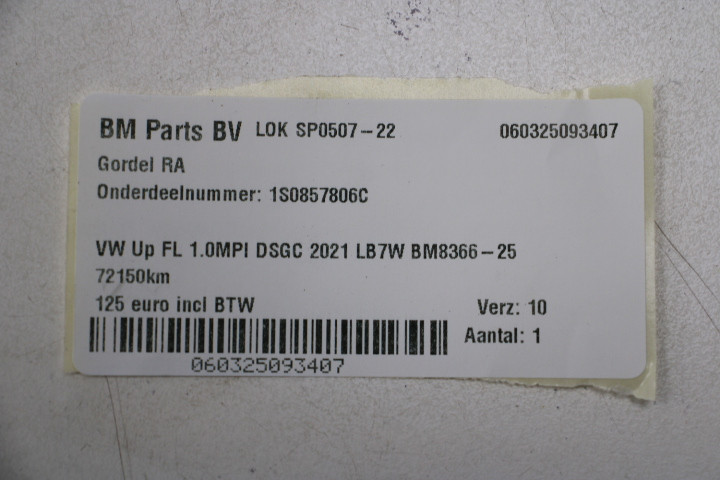 BM Parts BV LOK SP0507-22 060325093407
Gordel RA
Onderdeelnummer: 1S0857806C
VW Up FL 1.0MPI DSGC 2021 LB7W BM8366-25
72150km
125 euro incl BTW Verz: 10
Aantal: 1
060325093407